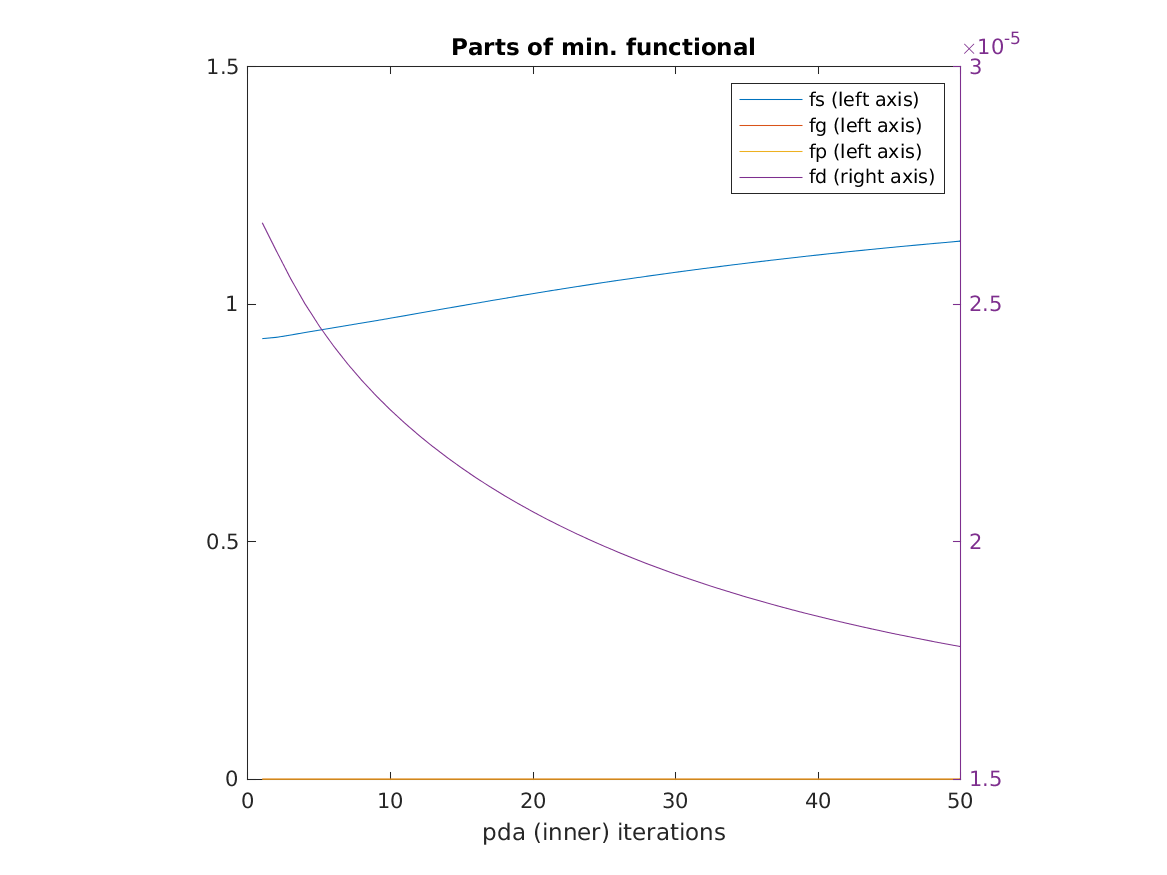 Parts of min. functional
×10-5
1.5
3
fs (left axis)
fg (left axis)
fp (left axis)
fd (right axis)
1
2.5
0.5
2
0
1.5
0 10 20 30 40 50
pda (inner) iterations